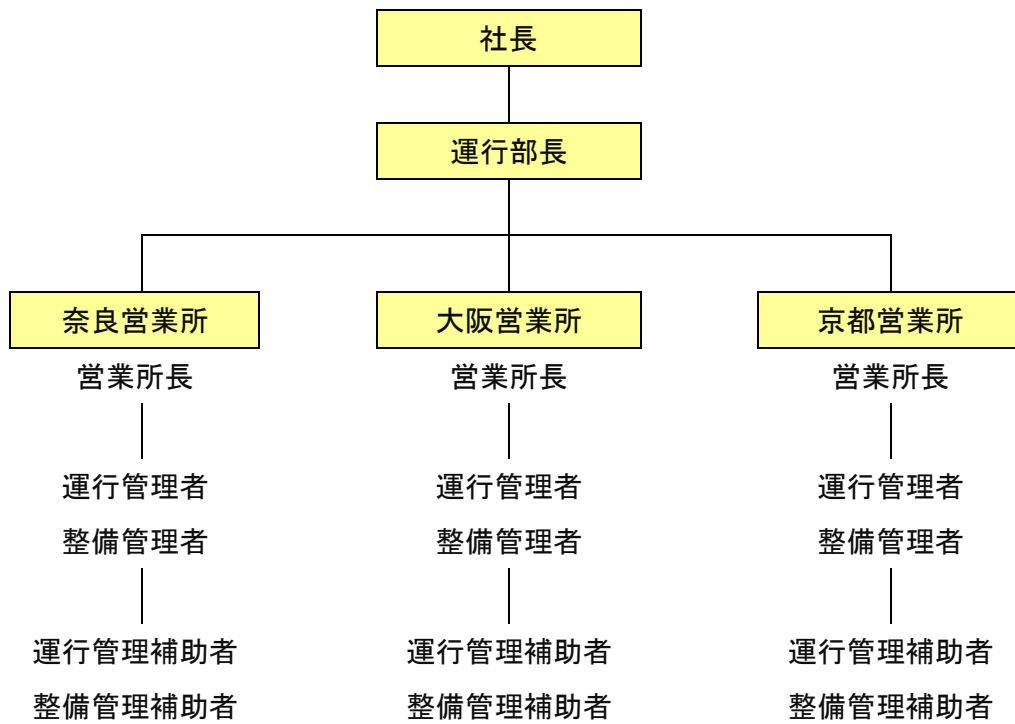 社長
運行部長
奈良営業所
大阪営業所
京都営業所
営業所長
営業所長
営業所長
運行管理者
運行管理者
運行管理者
整備管理者
整備管理者
整備管理者
運行管理補助者
運行管理補助者
運行管理補助者
整備管理補助者
整備管理補助者
整備管理補助者